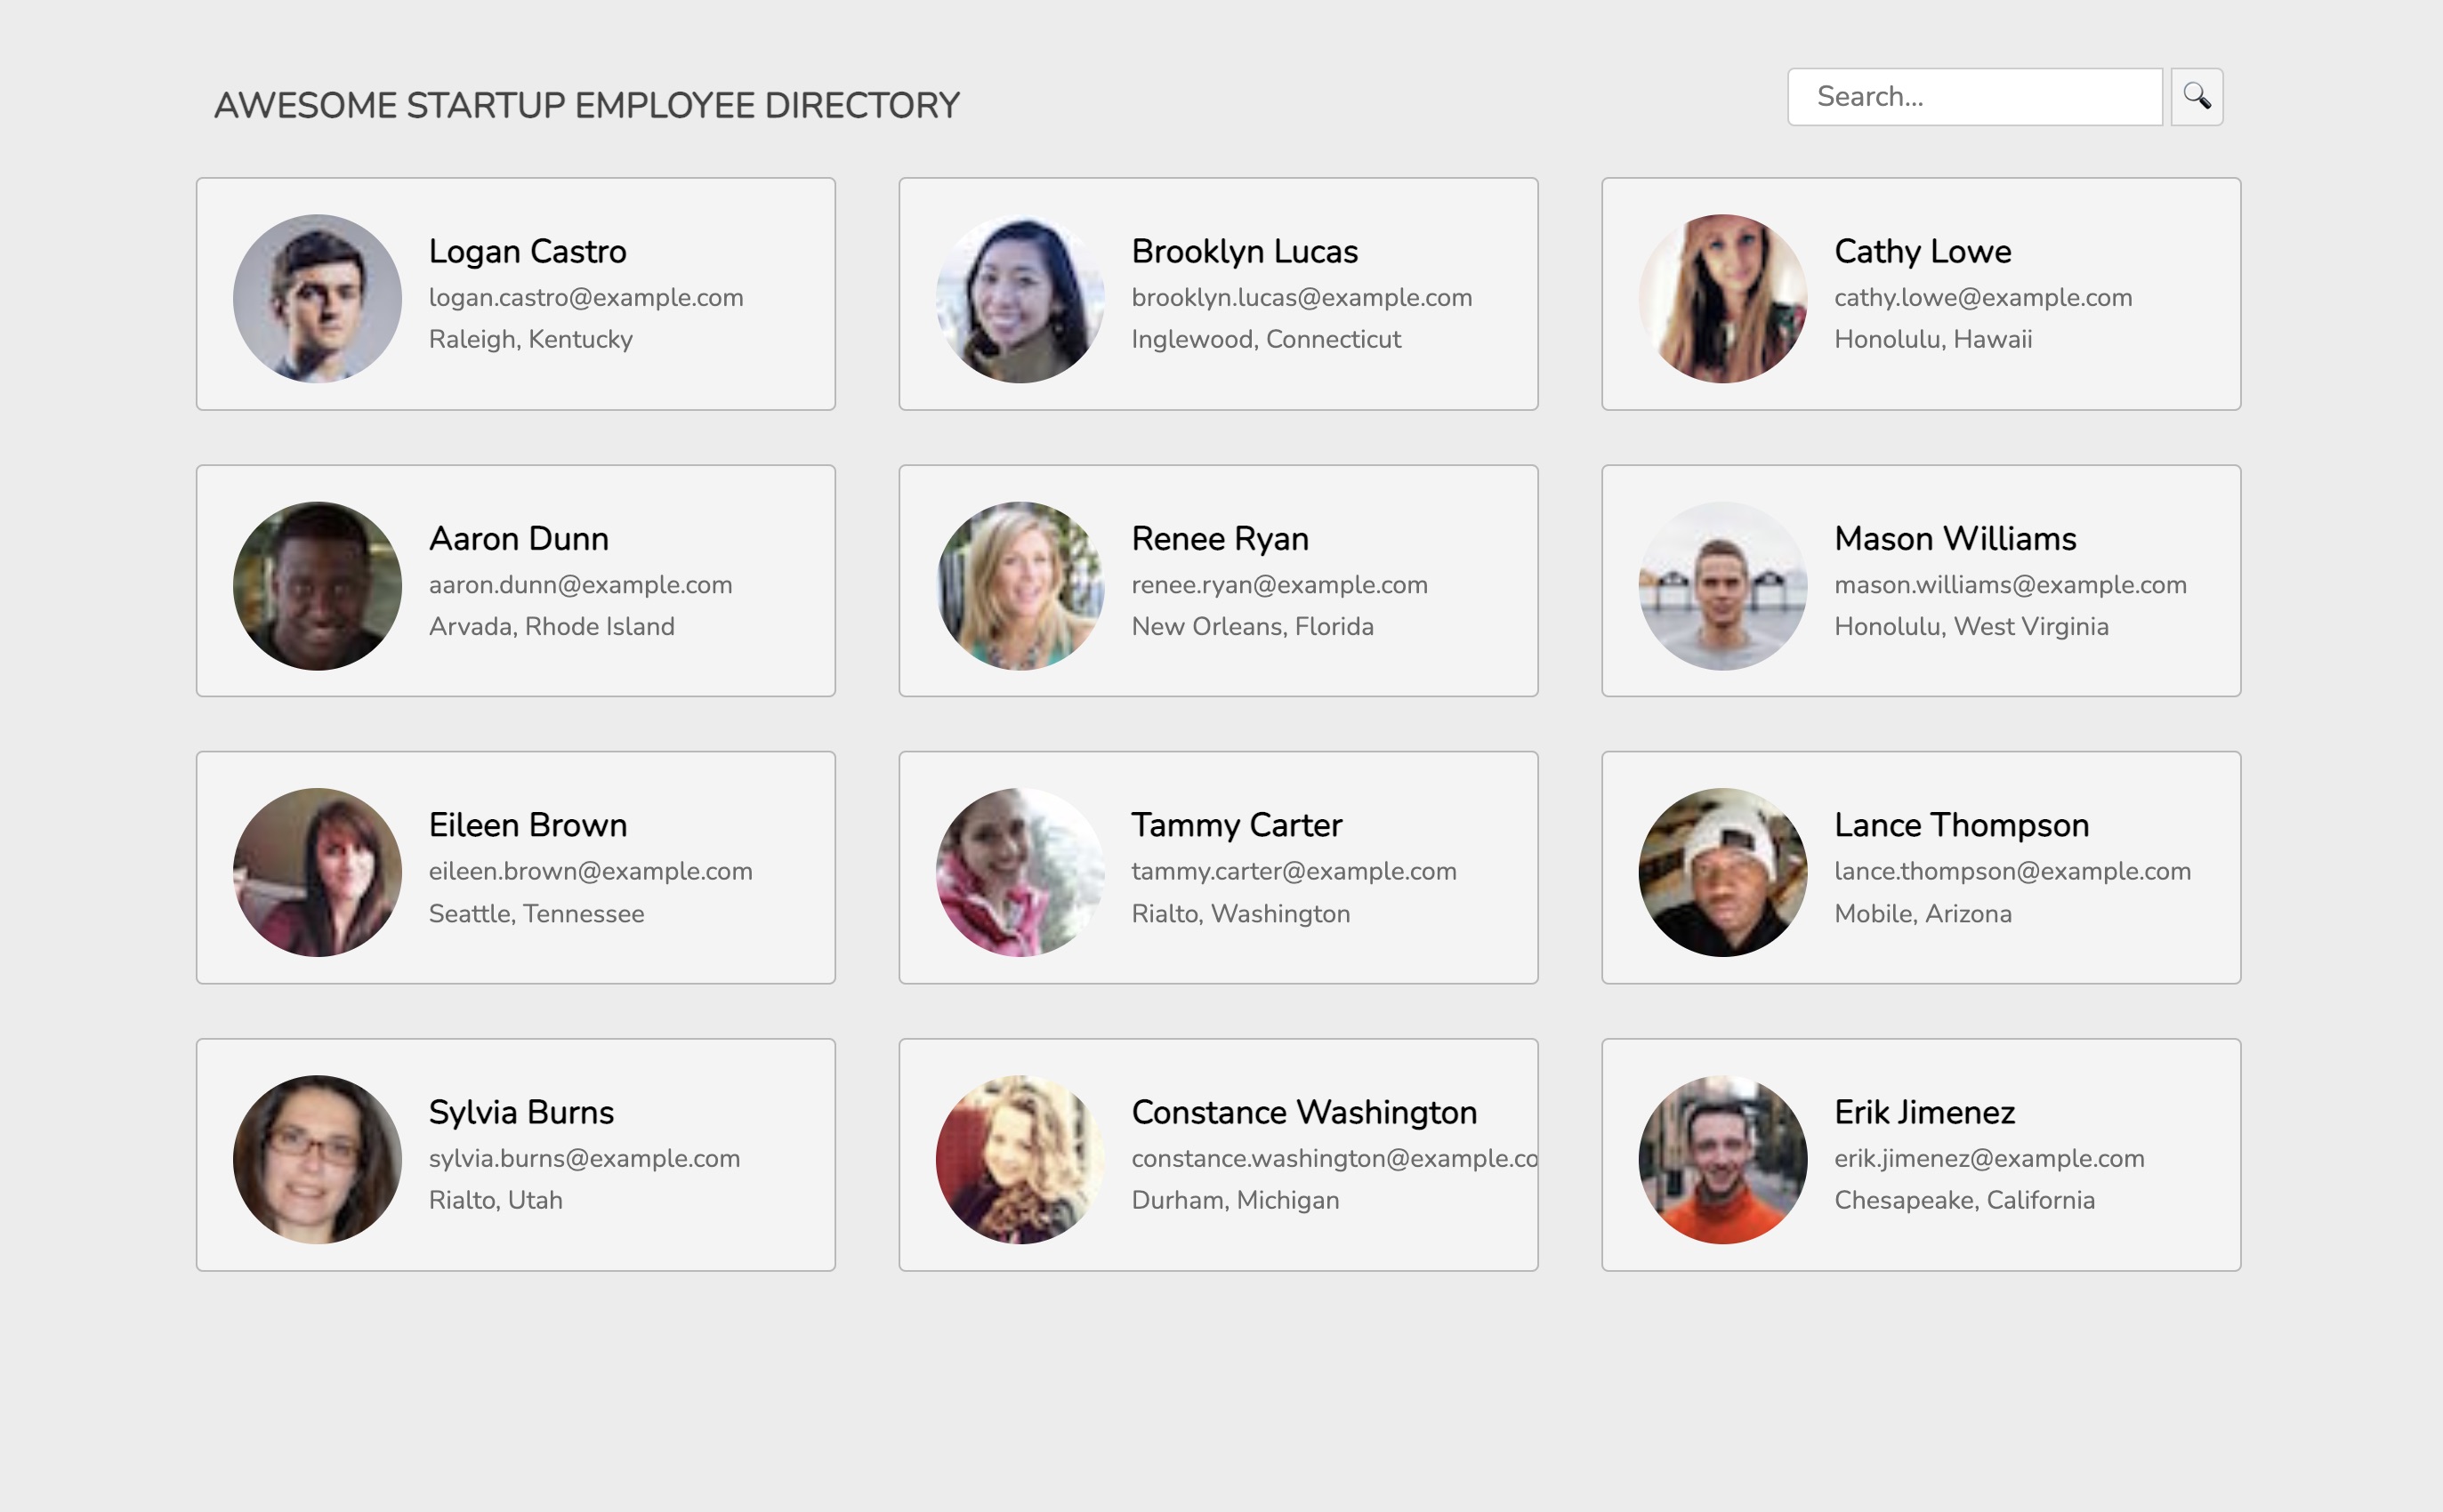 AWESOME STARTUP EMPLOYEE DIRECTORY
Search...
Logan Castro
logan.castro@example.com
Raleigh, Kentucky
Brooklyn Lucas
brooklyn.lucas@example.com
Inglewood, Connecticut
Cathy Lowe
cathy.lowe@example.com
Honolulu, Hawaii
Aaron Dunn
aaron.dunn@example.com
Arvada, Rhode Island
Renee Ryan
renee.ryan@example.com
New Orleans, Florida
Mason Williams
mason.williams@example.com
Honolulu, West Virginia
Eileen Brown
eileen.brown@example.com
Seattle, Tennessee
Tammy Carter
tammy.carter@example.com
Rialto, Washington
Lance Thompson
lance.thompson@example.com
Mobile, Arizona
Sylvia Burns
sylvia.burns@example.com
Rialto, Utah
Constance Washington
constance.washington@example.co
Durham, Michigan
Erik Jimenez
erik.jimenez@example.com
Chesapeake, California